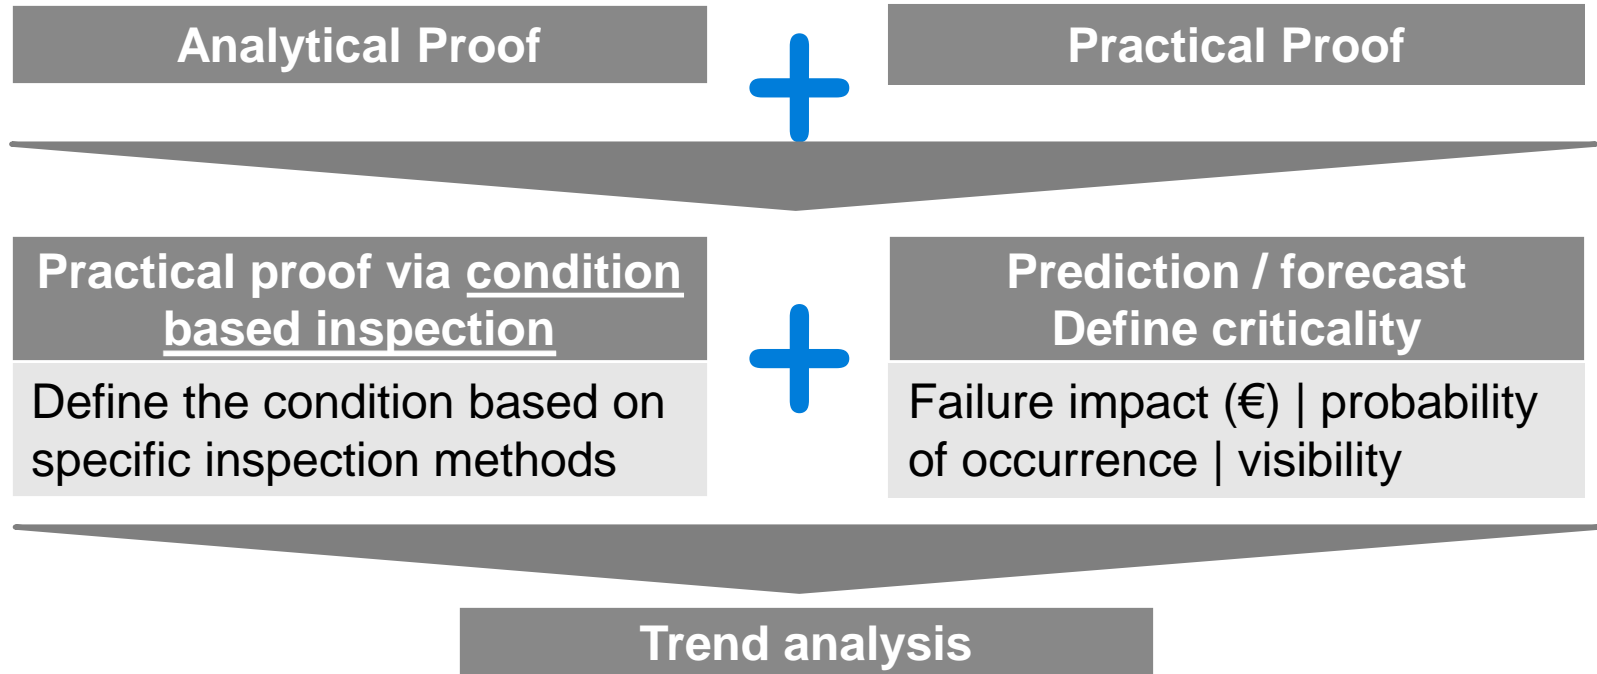 Analytical Proof
Practical Proof
Practical proof via condition
based inspection
Define the condition based on
specific inspection methods
Prediction / forecast
Define criticality
Failure impact (€) | probability
of occurrence | visibility
Trend analysis